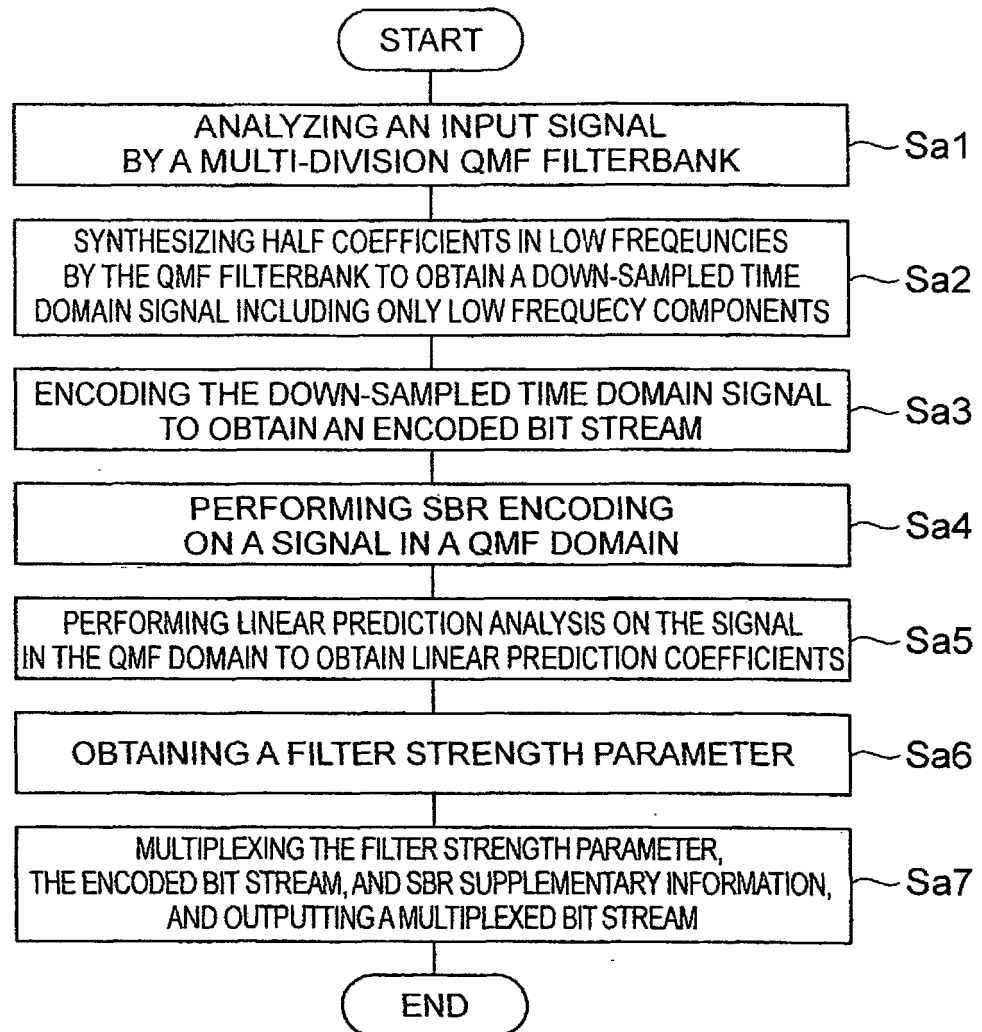 START
ANALYZING AN INPUT SIGNAL
BY A MULTI-DIVISION QMF FILTERBANK
Sa1
SYNTHESIZING HALF COEFFICIENTS IN LOW FREQEUNCIES
BY THE QMF FILTERBANK TO OBTAIN A DOWN-SAMPLED TIME
DOMAIN SIGNAL INCLUDING ONLY LOW FREQUECY COMPONENTS
Sa2
ENCODING THE DOWN-SAMPLED TIME DOMAIN SIGNAL
TO OBTAIN AN ENCODED BIT STREAM
Sa3
PERFORMING SBR ENCODING
ON A SIGNAL IN A QMF DOMAIN
Sa4
PERFORMING LINEAR PREDICTION ANALYSIS ON THE SIGNAL
IN THE QMF DOMAIN TO OBTAIN LINEAR PREDICTION COEFFICIENTS
Sa5
OBTAINING A FILTER STRENGTH PARAMETER
Sa6
MULTIPLEXING THE FILTER STRENGTH PARAMETER,
THE ENCODED BIT STREAM, AND SBR SUPPLEMENTARY INFORMATION,
AND OUTPUTTING A MULTIPLEXED BIT STREAM
Sa7
END